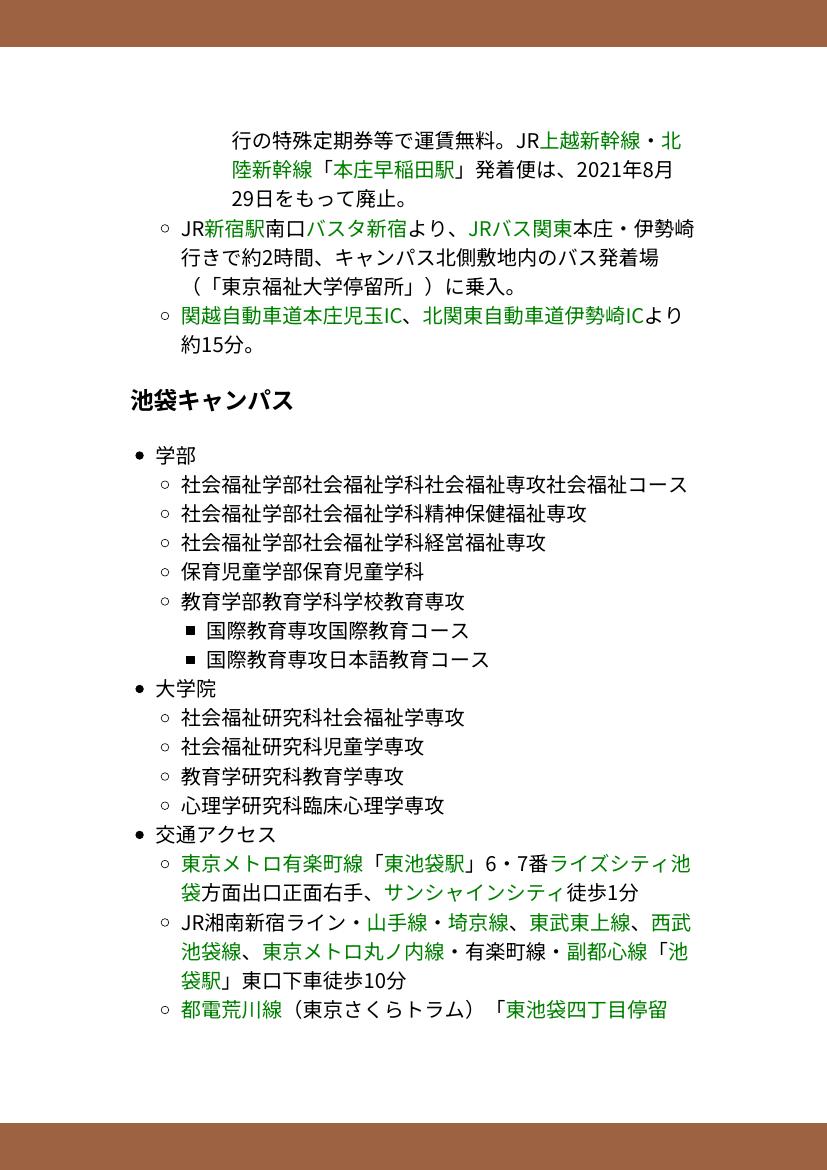 行の特殊定期券等で運賃無料。JR上越新幹線・北
陸新幹線「本庄早稲田駅」発着便は、2021年8月
29日をもって廃止。
JR新宿駅南口バスタ新宿より、JRバス関東本庄・伊勢崎
行きで約2時間、キャンパス北側敷地内のバス発着場
（「東京福祉大学停留所」）に乗入。
関越自動車道本庄児玉IC、北関東自動車道伊勢崎ICより
約15分。
池袋キャンパス
学部
社会福祉学部社会福祉学科社会福祉専攻社会福祉コース
社会福祉学部社会福祉学科精神保健福祉専攻
社会福祉学部社会福祉学科経営福祉専攻
保育児童学部保育児童学科
教育学部教育学科学校教育専攻
国際教育専攻国際教育コース
国際教育専攻日本語教育コース
大学院
社会福祉研究科社会福祉学専攻
社会福祉研究科児童学専攻
教育学研究科教育学専攻
心理学研究科臨床心理学専攻
交通アクセス
東京メトロ有楽町線「東池袋駅」6・7番ライズシティ池
袋方面出口正面右手、サンシャインシティ徒歩1分
JR湘南新宿ライン・山手線・埼京線、東武東上線、西武
池袋線、東京メトロ丸ノ内線・有楽町線・副都心線「池
袋駅」東口下車徒歩10分
都電荒川線（東京さくらトラム）「東池袋四丁目停留